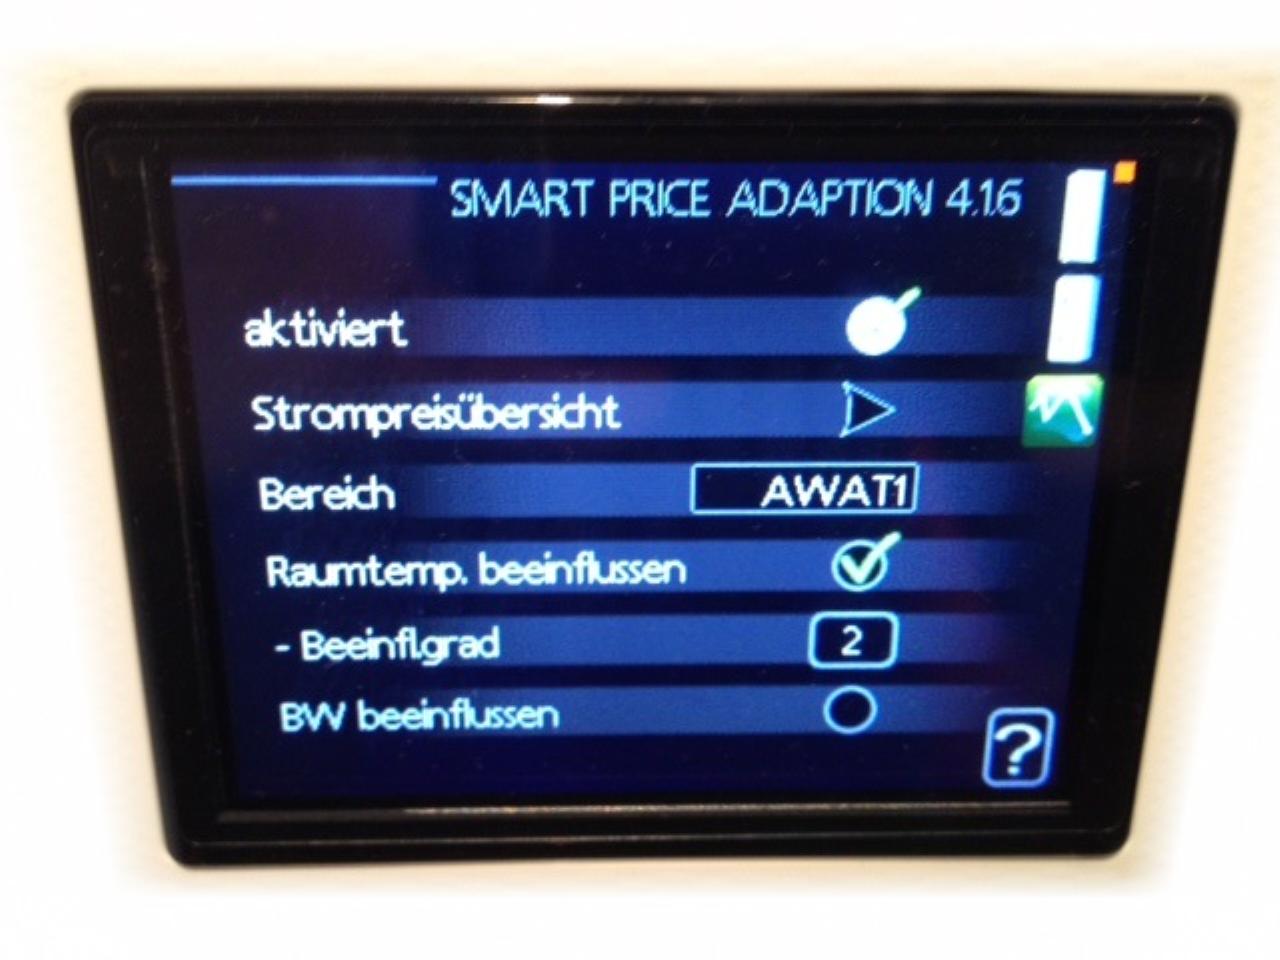 SMART PRICE ADAPTION 4.1.6
aktiviert
Strompreisübersicht
Bereich AWAT1
Raumtemp. beeinflussen
- Beeinfl.grad 2
BW beeinflussen
?